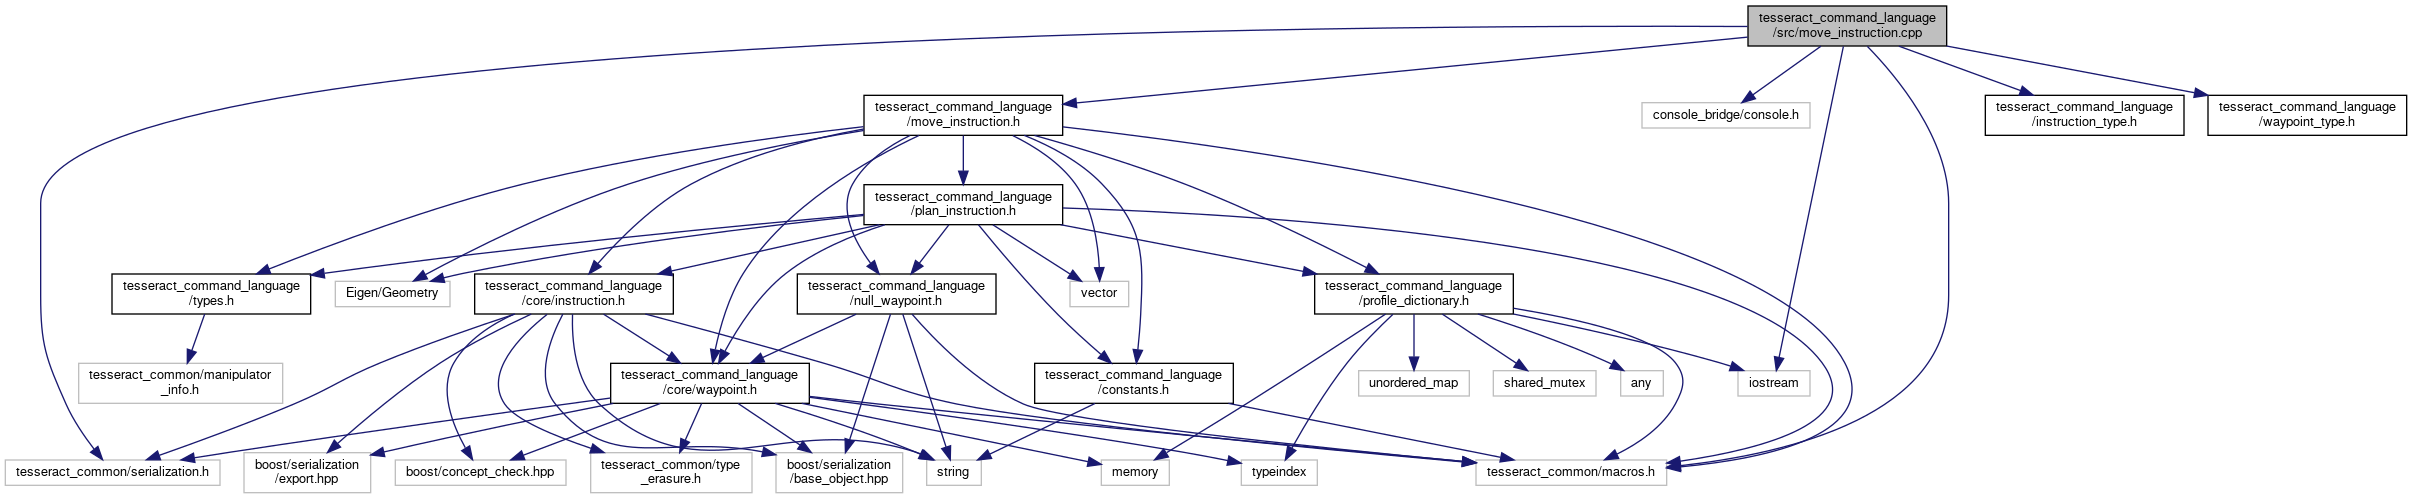 tesseract_command_language
/src/move_instruction.cpp
tesseract_command_language
/move_instruction.h
console_bridge/console.h
tesseract_command_language
/instruction_type.h
tesseract_command_language
/waypoint_type.h
tesseract_command_language
/plan_instruction.h
tesseract_command_language
/types.h
Eigen/Geometry
tesseract_command_language
/core/instruction.h
tesseract_command_language
/null_waypoint.h
vector
tesseract_command_language
/profile_dictionary.h
tesseract_common/manipulator
_info.h
tesseract_command_language
/core/waypoint.h
tesseract_command_language
/constants.h
unordered_map
shared_mutex
any
iostream
tesseract_common/serialization.h
boost/serialization
/export.hpp
boost/concept_check.hpp
tesseract_common/type
_erasure.h
boost/serialization
/base_object.hpp
string
memory
typeindex
tesseract_common/macros.h